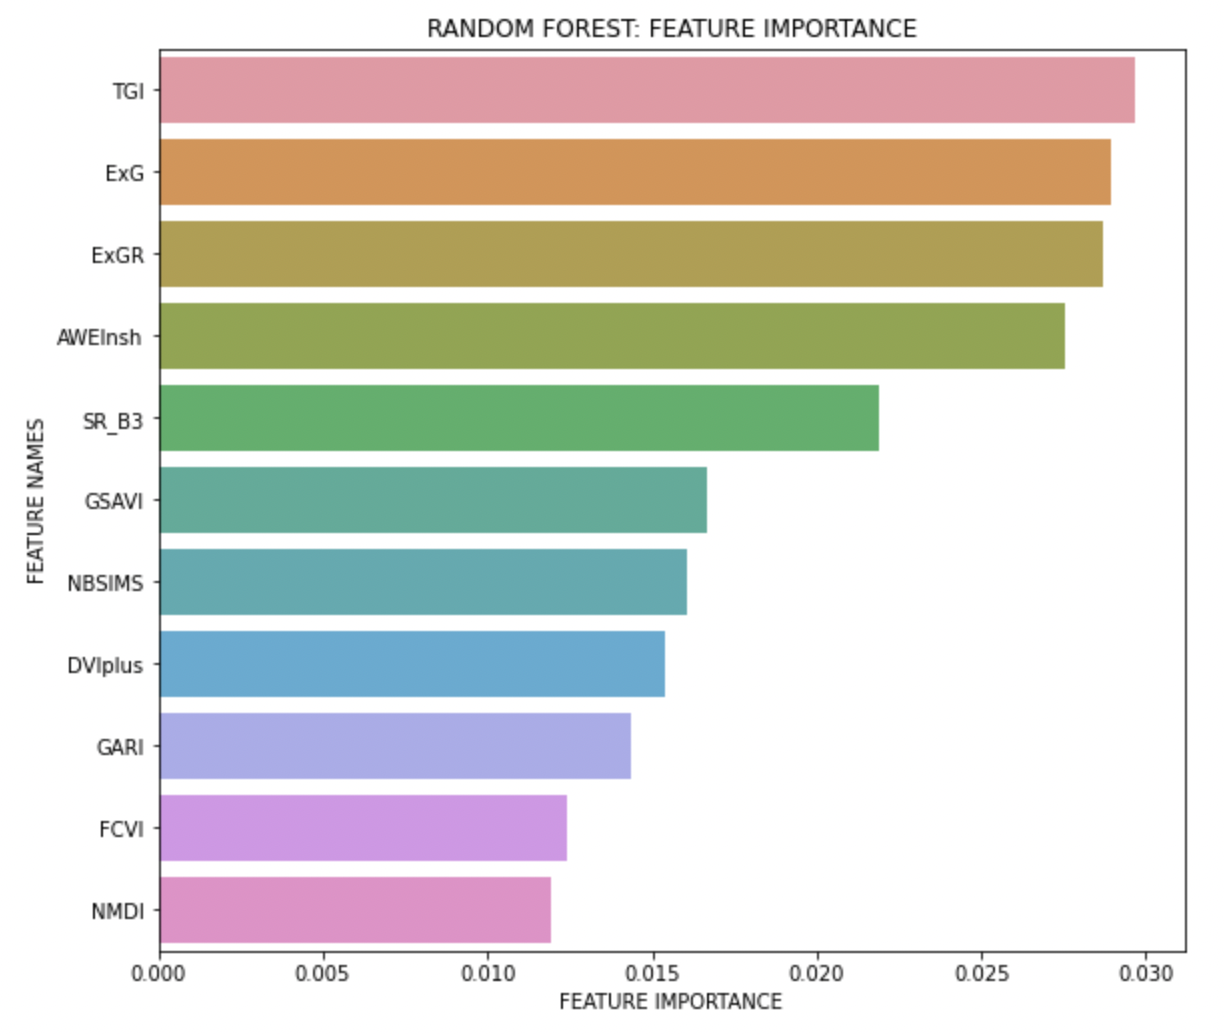 RANDOM FOREST: FEATURE IMPORTANCE
TGI
ExG
ExGR
AWEInsh
SR_B3
GSAVI
NBSIMS
DVIplus
GARI
FCVI
NMDI
FEATURE NAMES
0.000 0.005 0.010 0.015 0.020 0.025 0.030
FEATURE IMPORTANCE